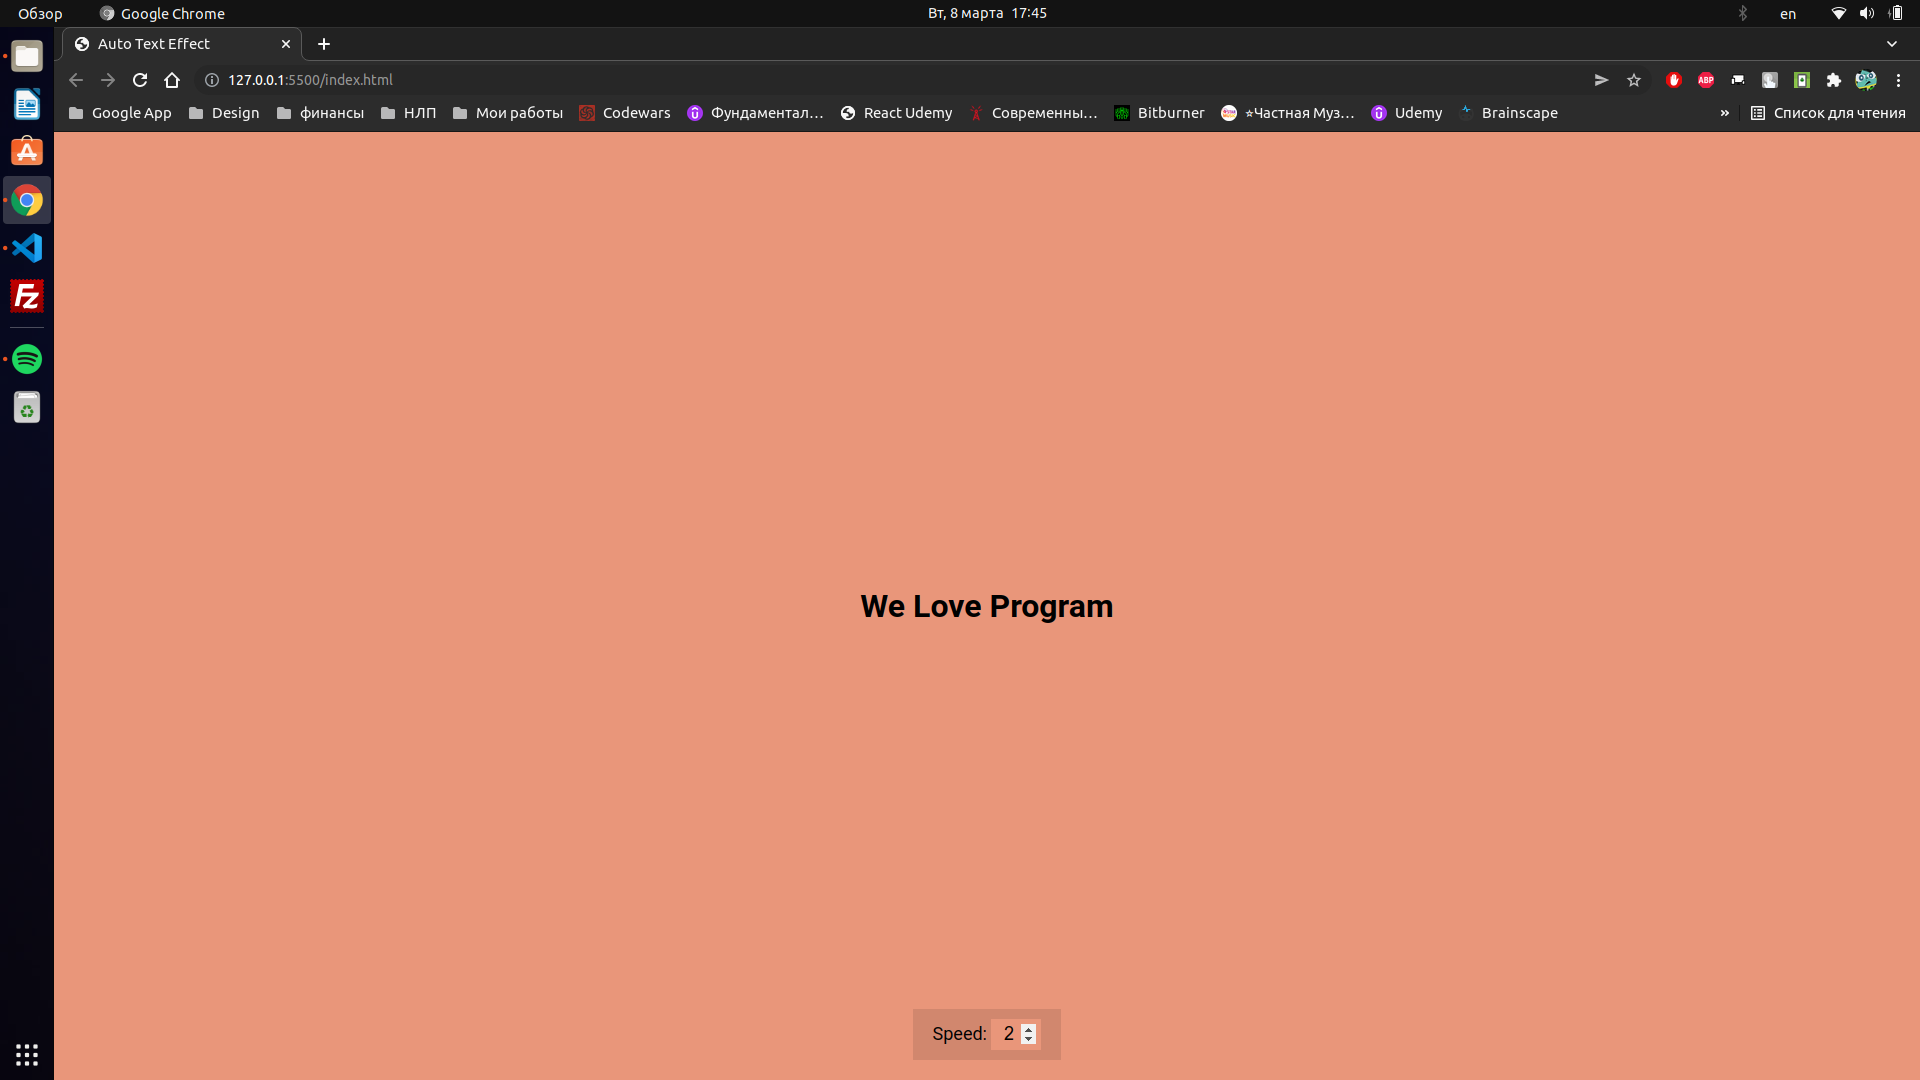 Обзор Google Chrome Вт, 8 марта 17:45 en
Auto Text Effect
127.0.0.1:5500/index.html
ABP
Google App Design финансы НЛП Мои работы Codewars Фундаментал... React Udemy Современны... Bitburner ⭐Частная Муз... Udemy Brainscape » Список для чтения
Fz
We Love Program
Speed: 2